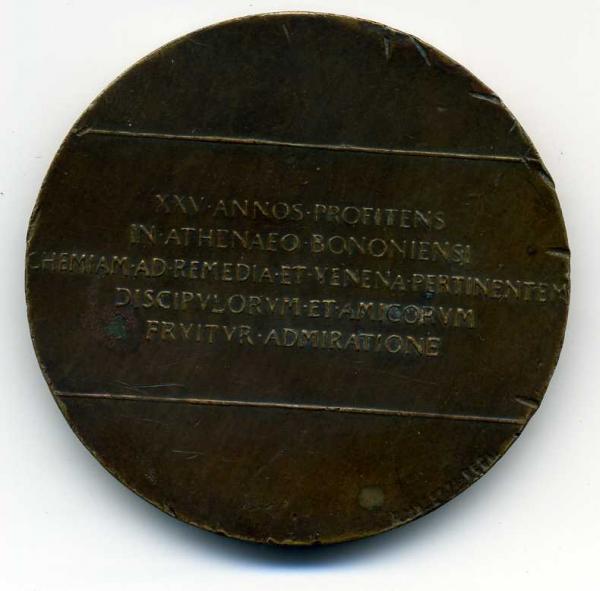 XXV·ANNOS·PROFITENS
IN·ATHENAEO·BONONIENSI
CHEMIAM·AD·REMEDIA·ET·VENENA·PERTINENTEM
DISCIPVLORVM·ET·AMICORVM
FRVITVR·ADMIRATIONE